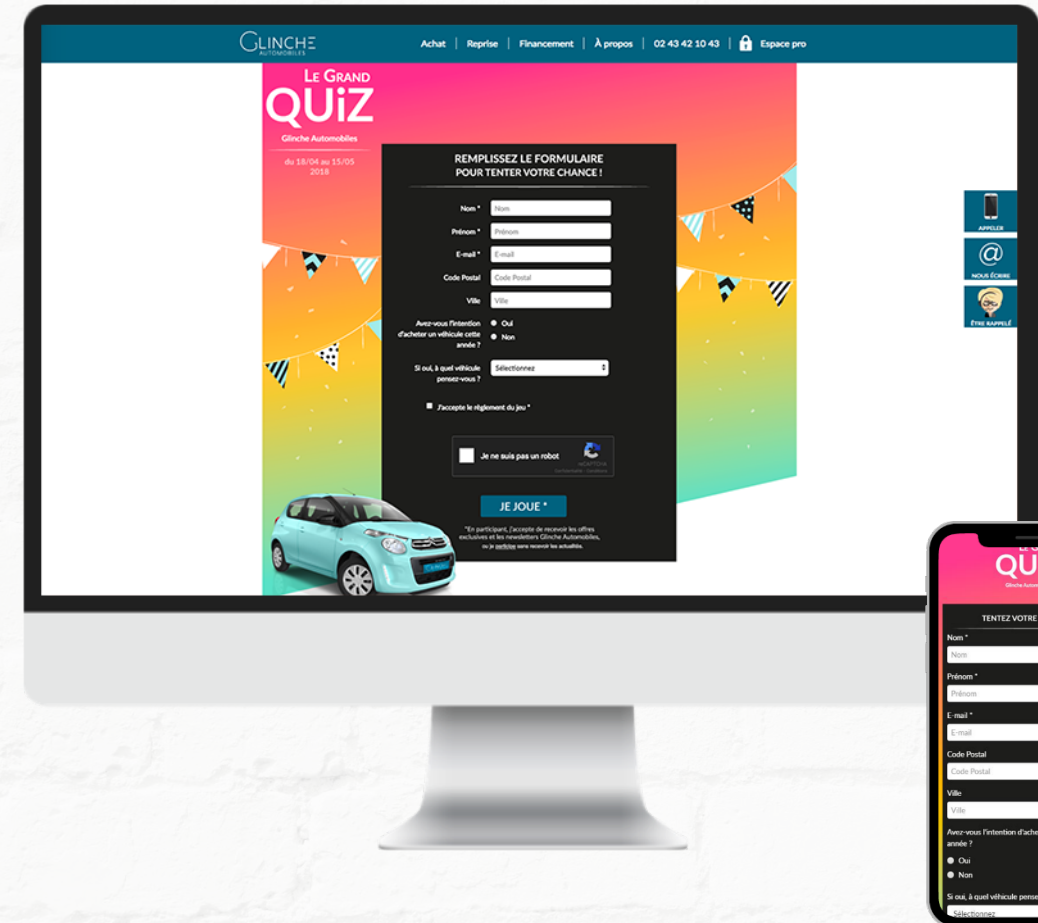 GLINCHE
AUTOMOBILES
Achat | Reprise | Financement | À propos | 02 43 42 10 43 | Espace pro
LE GRAND
QUiZ
Glinche Automobiles
du 18/04 au 15/05
2018
REMPLISSEZ LE FORMULAIRE
POUR TENTER VOTRE CHANCE !
Nom * Nom
Prénom * Prénom
E-mail * E-mail
Code Postal Code Postal
Ville Ville
Avez-vous l'intention
d'acheter un véhicule cette
année ?
Oui
Non
Si oui, à quel véhicule
pensez-vous ?
Sélectionnez
J'accepte le règlement du jeu *
Je ne suis pas un robot
reCAPTCHA
JE JOUE *
*En participant, j'accepte de recevoir les offres
exclusives et les newsletters Glinche Automobiles,
ou je participe sans recevoir les actualités.
APPELER
@
NOUS ÉCRIRE
ÊTRE RAPPELÉ
LE G
QU
Glinche Autom
TENTEZ VOTRE
Nom *
Nom
Prénom *
Prénom
E-mail *
E-mail
Code Postal
Code Postal
Ville
Ville
Avez-vous l'intention d'ache
année ?
Oui
Non
Si oui, à quel véhicule pense
Sélectionnez